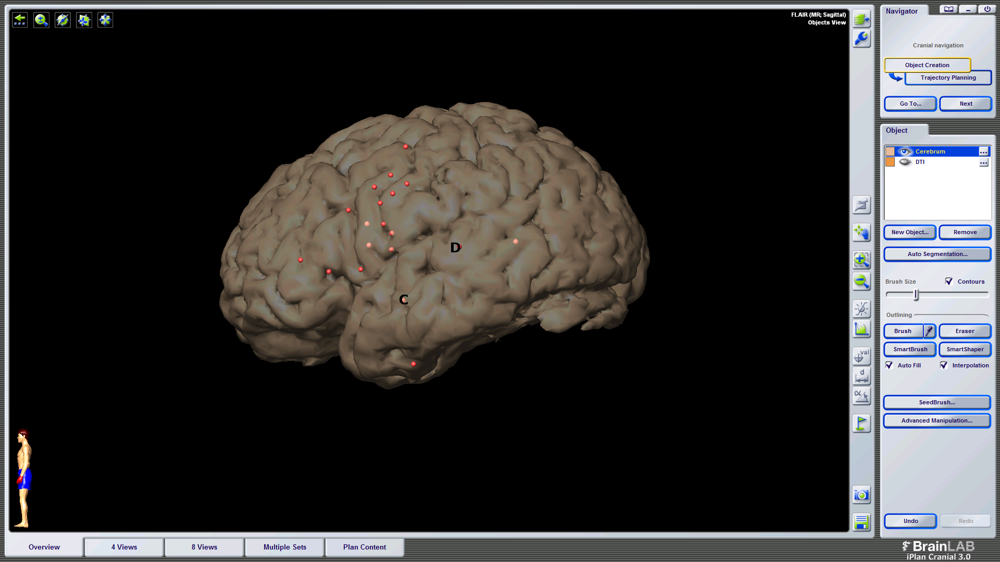 FLAIR (MR; Sagittal)
Objects View
D
C
Navigator
Cranial navigation
Object Creation
Trajectory Planning
Go To...
Next
Object
Cerebrum
...
DTI
...
New Object...
Remove
Auto Segmentation...
Brush Size
Contours
Outlining
Brush
Eraser
SmartBrush
SmartShaper
Auto Fill
Interpolation
SeedBrush...
Advanced Manipulation...
Undo
Redo
val
d
α
Overview
4 Views
8 Views
Multiple Sets
Plan Content
BrainLAB
iPlan Cranial 3.0